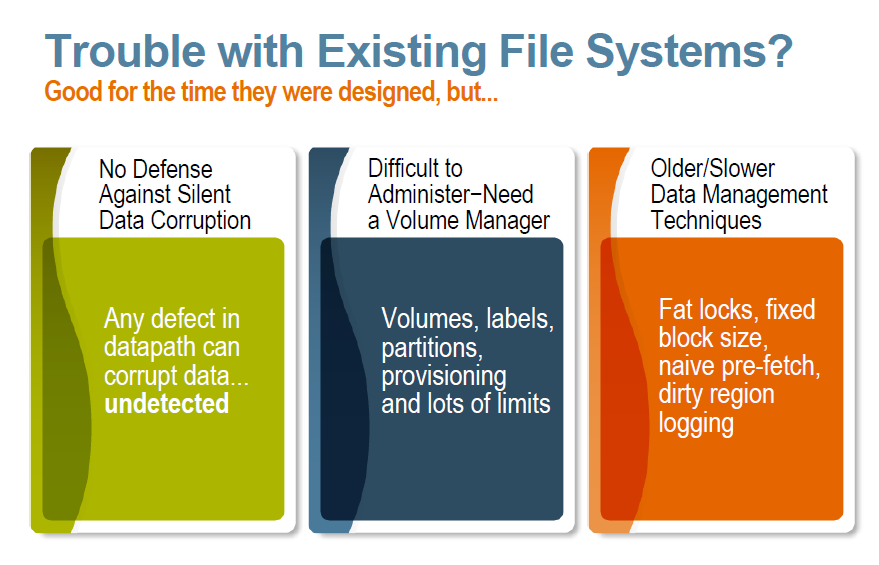 Trouble with Existing File Systems?
Good for the time they were designed, but...
No Defense
Against Silent
Data Corruption
Any defect in
datapath can
corrupt data...
undetected
Difficult to
Administer–Need
a Volume Manager
Volumes, labels,
partitions,
provisioning
and lots of limits
Older/Slower
Data Management
Techniques
Fat locks, fixed
block size,
naive pre-fetch,
dirty region
logging